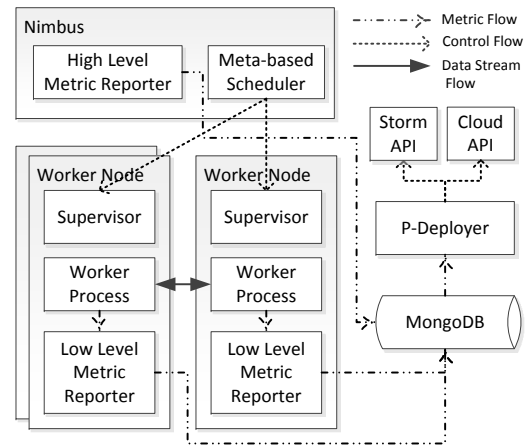 Nimbus
High Level
Metric Reporter
Meta-based
Scheduler
Metric Flow
Control Flow
Data Stream
Flow
Storm
API
Cloud
API
Worker Node
Supervisor
Worker
Process
Low Level
Metric
Reporter
Worker Node
Supervisor
Worker
Process
Low Level
Metric
Reporter
P-Deployer
MongoDB